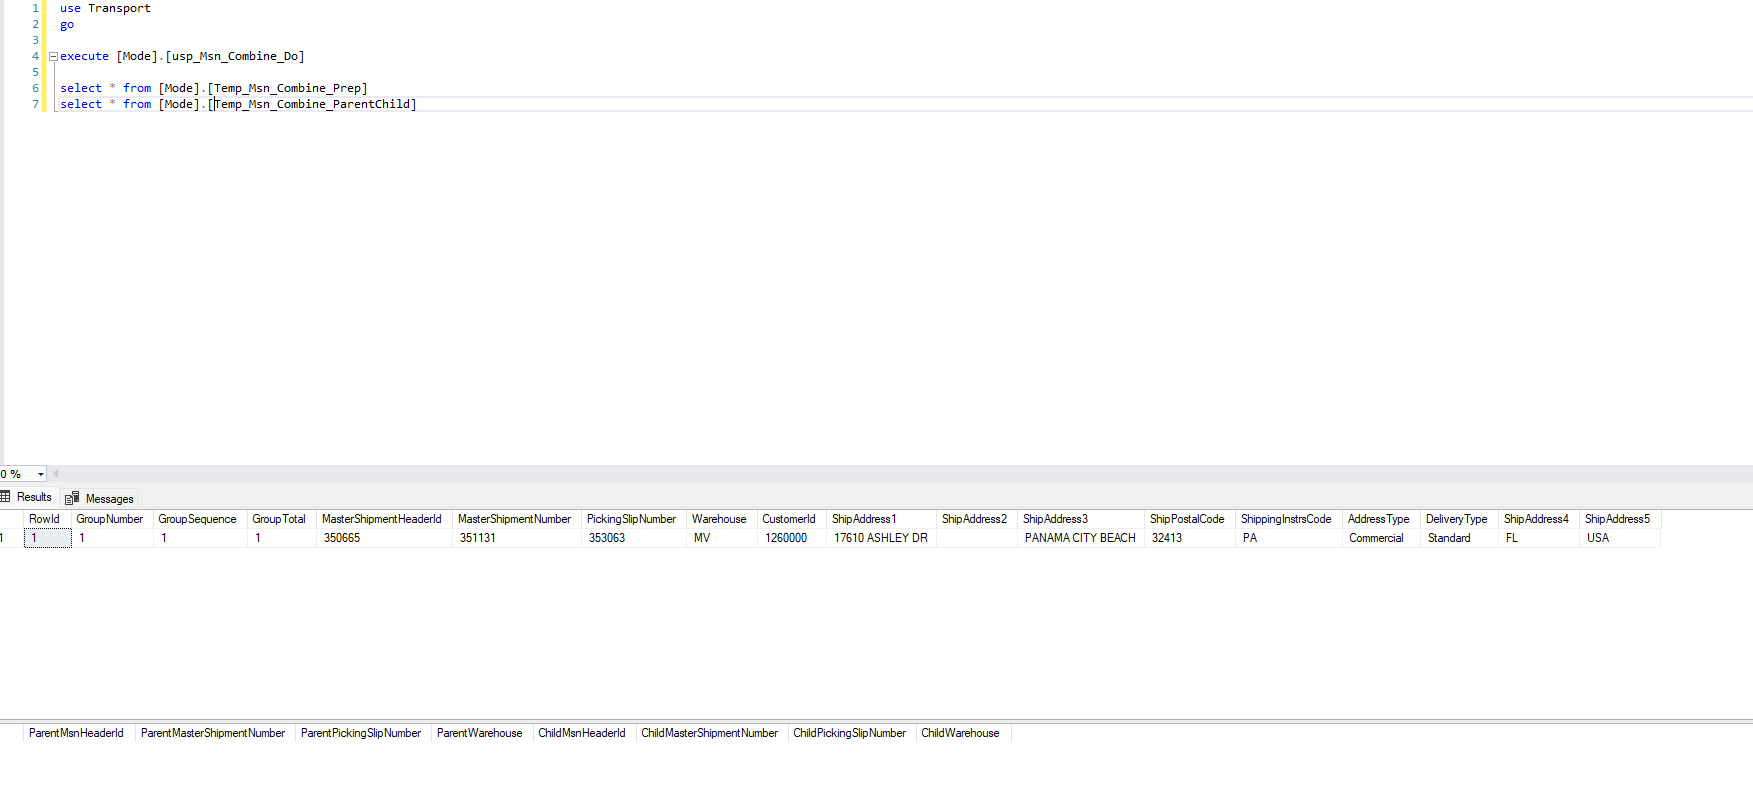 1 use Transport
2 go
3
4 execute [Mode].[usp_Msn_Combine_Do]
5
6 select * from [Mode].[Temp_Msn_Combine_Prep]
7 select * from [Mode].[Temp_Msn_Combine_ParentChild]
0 %
Results Messages
RowId GroupNumber GroupSequence GroupTotal MasterShipmentHeaderId MasterShipmentNumber PickingSlipNumber Warehouse CustomerId ShipAddress1 ShipAddress2 ShipAddress3 ShipPostalCode ShippingInstrsCode AddressType DeliveryType ShipAddress4 ShipAddress5
1 1 1 1 1 350665 351131 353063 MV 1260000 17610 ASHLEY DR PANAMA CITY BEACH 32413 PA Commercial Standard FL USA
ParentMsnHeaderId ParentMasterShipmentNumber ParentPickingSlipNumber ParentWarehouse ChildMsnHeaderId ChildMasterShipmentNumber ChildPickingSlipNumber ChildWarehouse